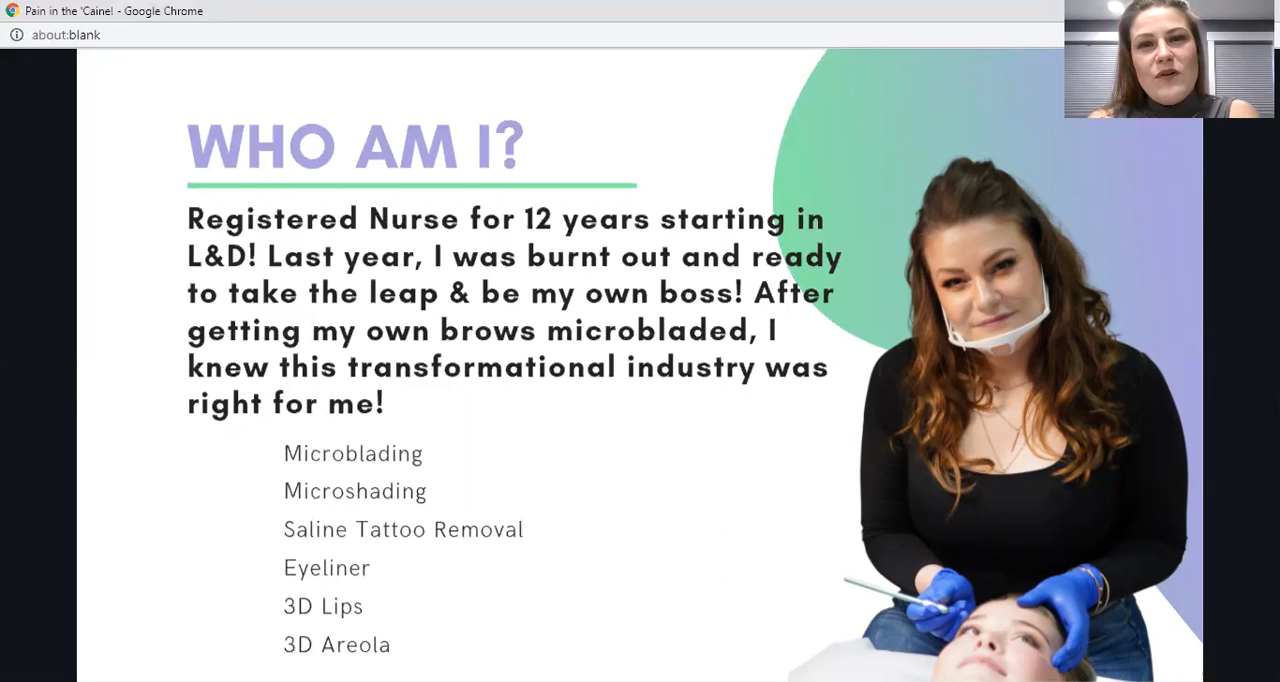 Pain in the 'Caine! - Google Chrome
about:blank
WHO AM I?
Registered Nurse for 12 years starting in
L&D! Last year, I was burnt out and ready
to take the leap & be my own boss! After
getting my own brows microbladed, I
knew this transformational industry was
right for me!
Microblading
Microshading
Saline Tattoo Removal
Eyeliner
3D Lips
3D Areola